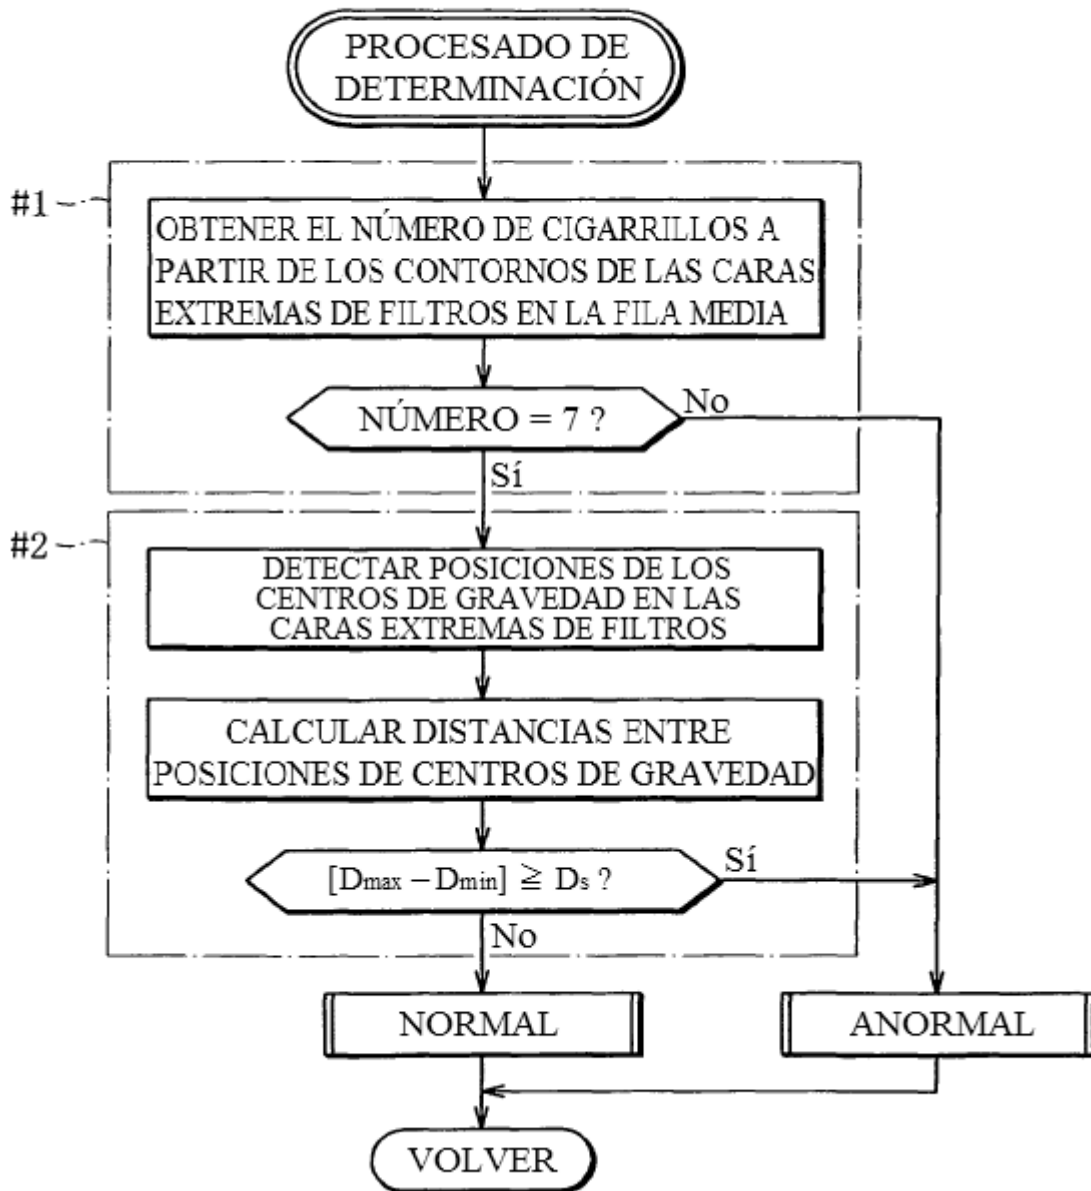 PROCESADO DE
DETERMINACIÓN
#1
OBTENER EL NÚMERO DE CIGARRILLOS A
PARTIR DE LOS CONTORNOS DE LAS CARAS
EXTREMAS DE FILTROS EN LA FILA MEDIA
NÚMERO = 7 ?
No
Sí
#2
DETECTAR POSICIONES DE LOS
CENTROS DE GRAVEDAD EN LAS
CARAS EXTREMAS DE FILTROS
CALCULAR DISTANCIAS ENTRE
POSICIONES DE CENTROS DE GRAVEDAD
[Dmax – Dmin] ≧ Ds ?
Sí
No
NORMAL
ANORMAL
VOLVER